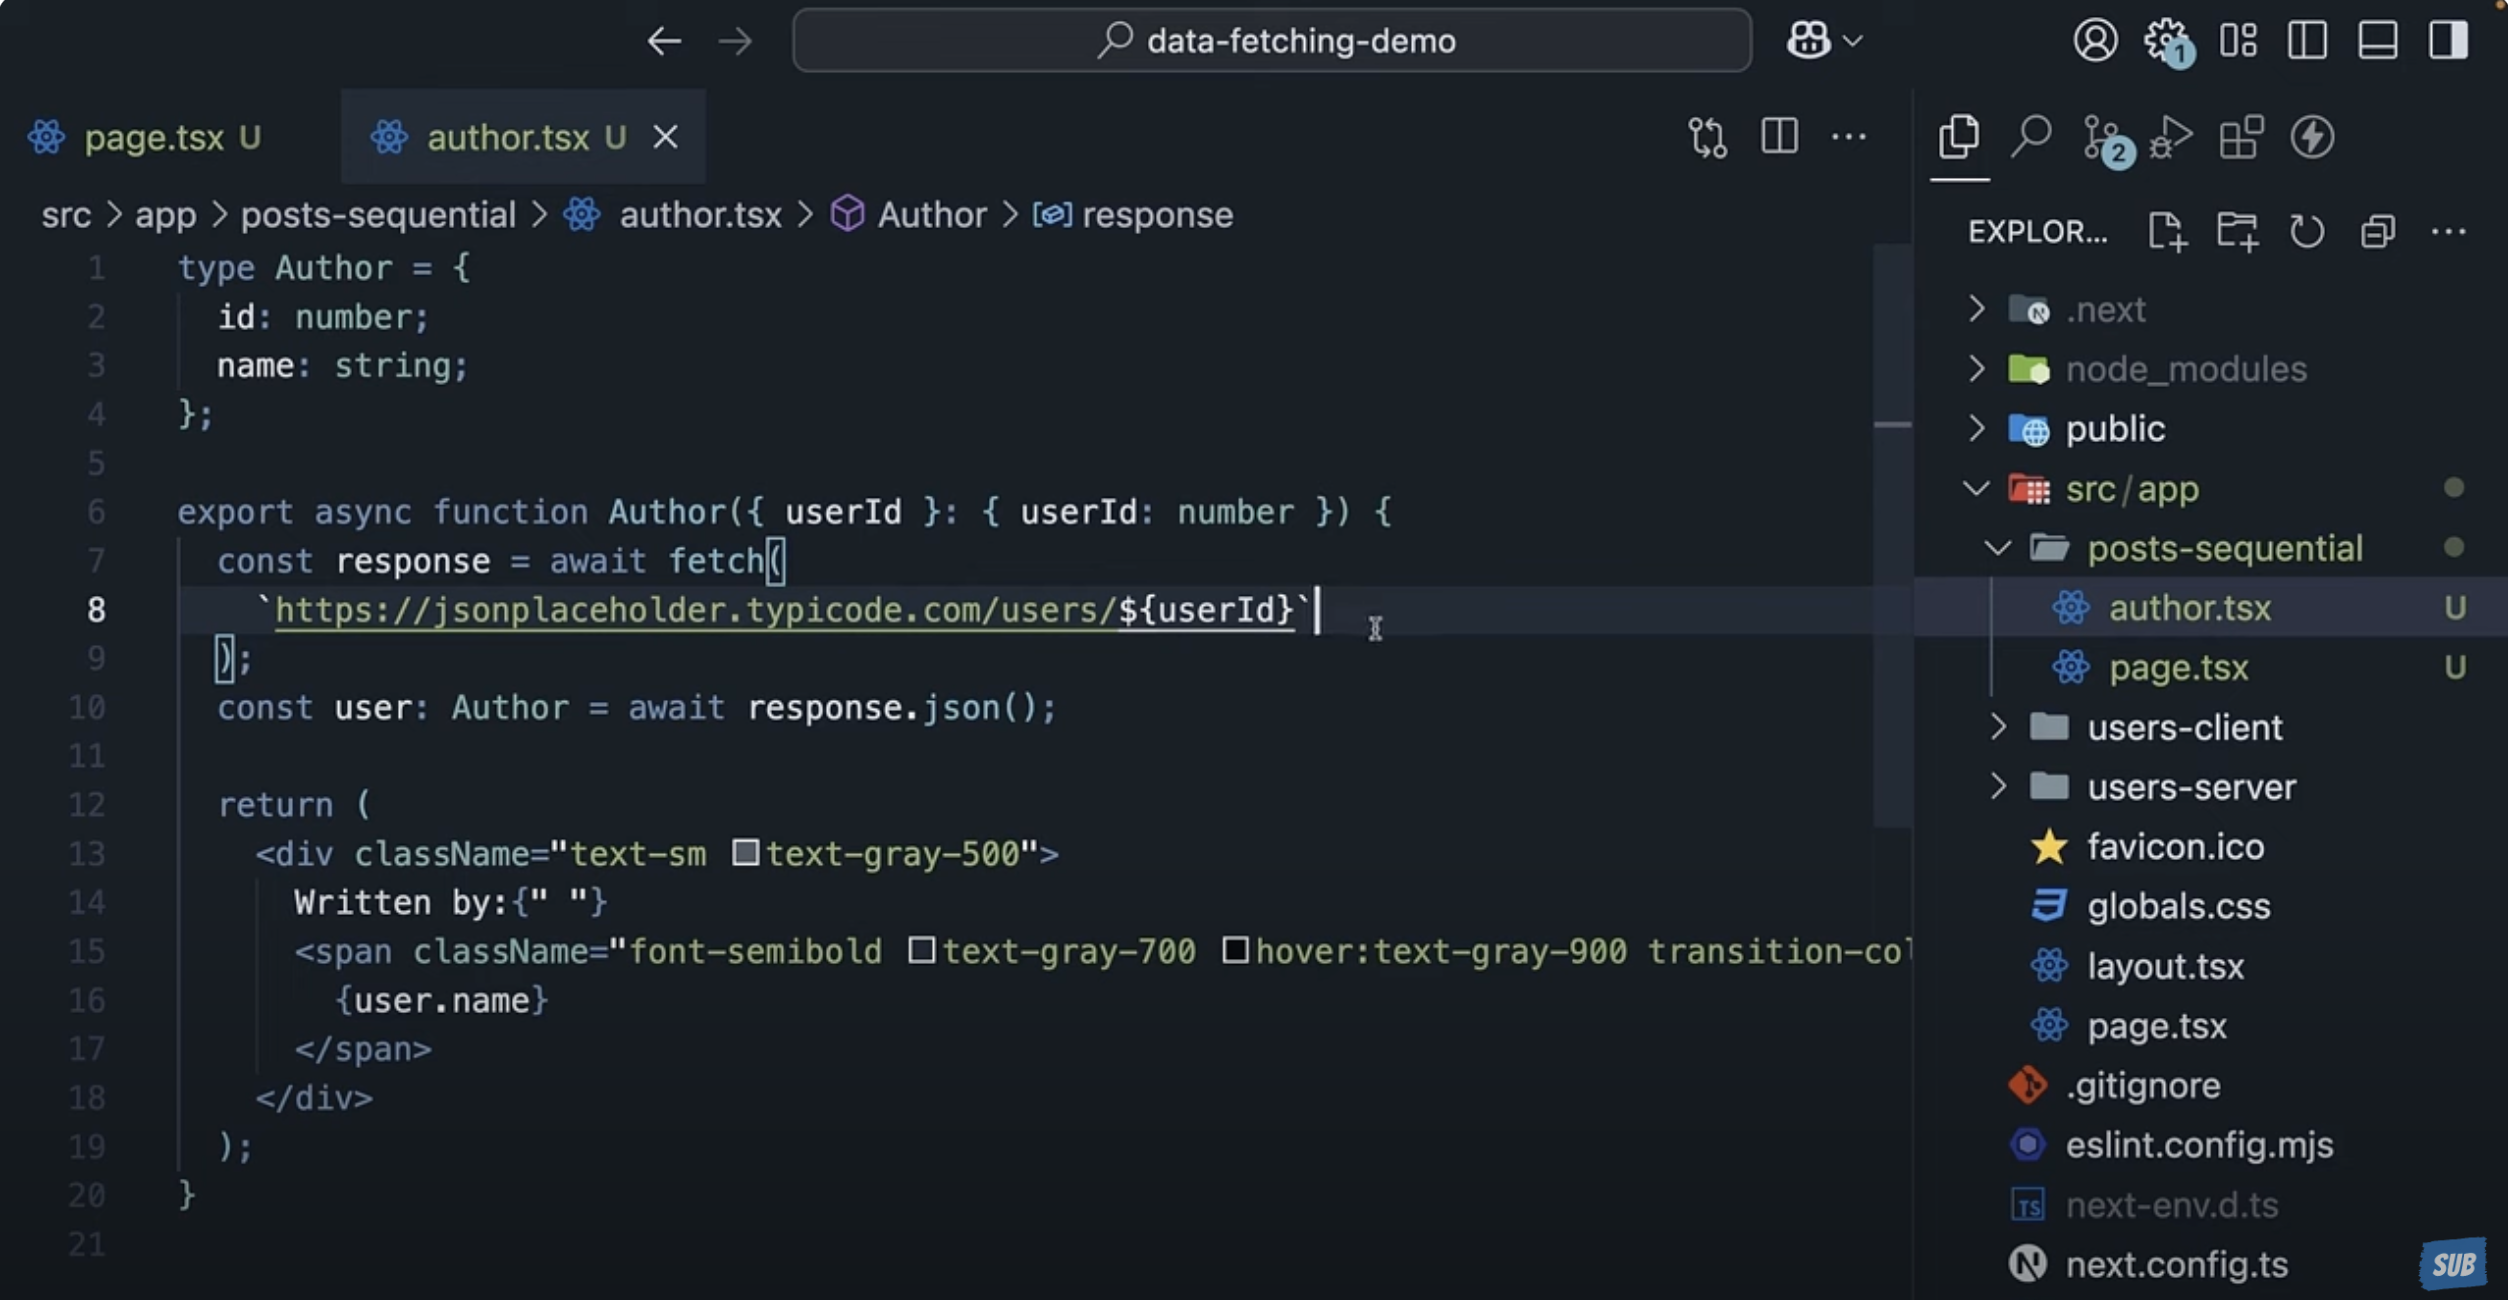 data-fetching-demo
1
page.tsx U
author.tsx U
2
src > app > posts-sequential > author.tsx > Author > response
EXPLOR...
1 type Author = {
2   id: number;
3   name: string;
4 };
5
6 export async function Author({ userId }: { userId: number }) {
7   const response = await fetch(
8     `https://jsonplaceholder.typicode.com/users/${userId}`
9   );
10   const user: Author = await response.json();
11
12   return (
13     <div className="text-sm text-gray-500">
14       Written by:{" "}
15       <span className="font-semibold text-gray-700 hover:text-gray-900 transition-co
16         {user.name}
17       </span>
18     </div>
19   );
20 }
21
.next
node_modules
public
src/app
posts-sequential
author.tsx U
page.tsx U
users-client
users-server
favicon.ico
globals.css
layout.tsx
page.tsx
.gitignore
eslint.config.mjs
TS next-env.d.ts
N next.config.ts
SUB